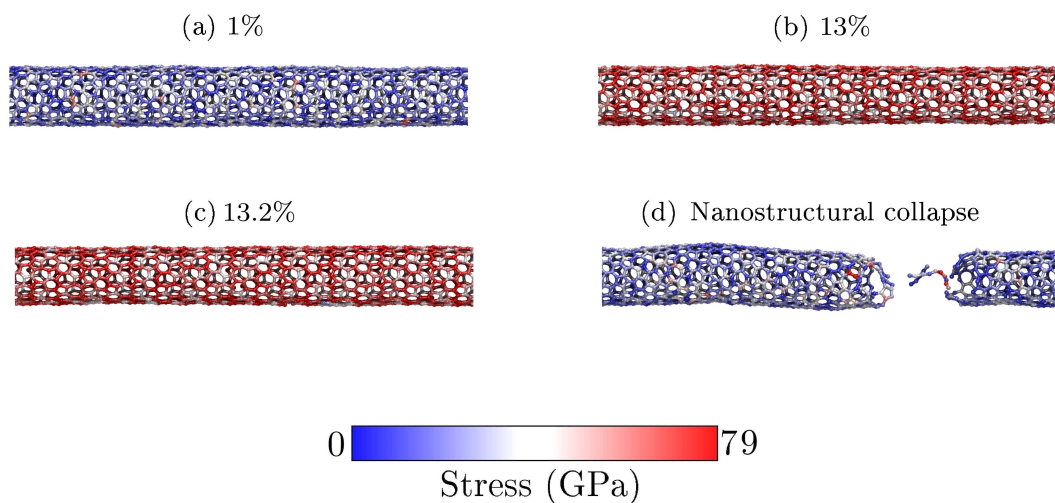 (a) 1%
(b) 13%
(c) 13.2%
(d) Nanostructural collapse
0
79
Stress (GPa)